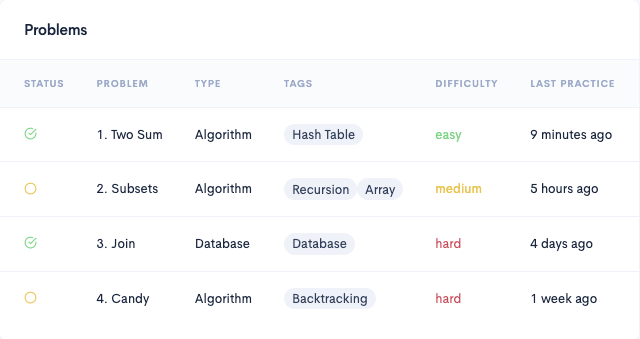 Problems
STATUS PROBLEM TYPE TAGS DIFFICULTY LAST PRACTICE
1. Two Sum Algorithm Hash Table easy 9 minutes ago
2. Subsets Algorithm Recursion Array medium 5 hours ago
3. Join Database Database hard 4 days ago
4. Candy Algorithm Backtracking hard 1 week ago